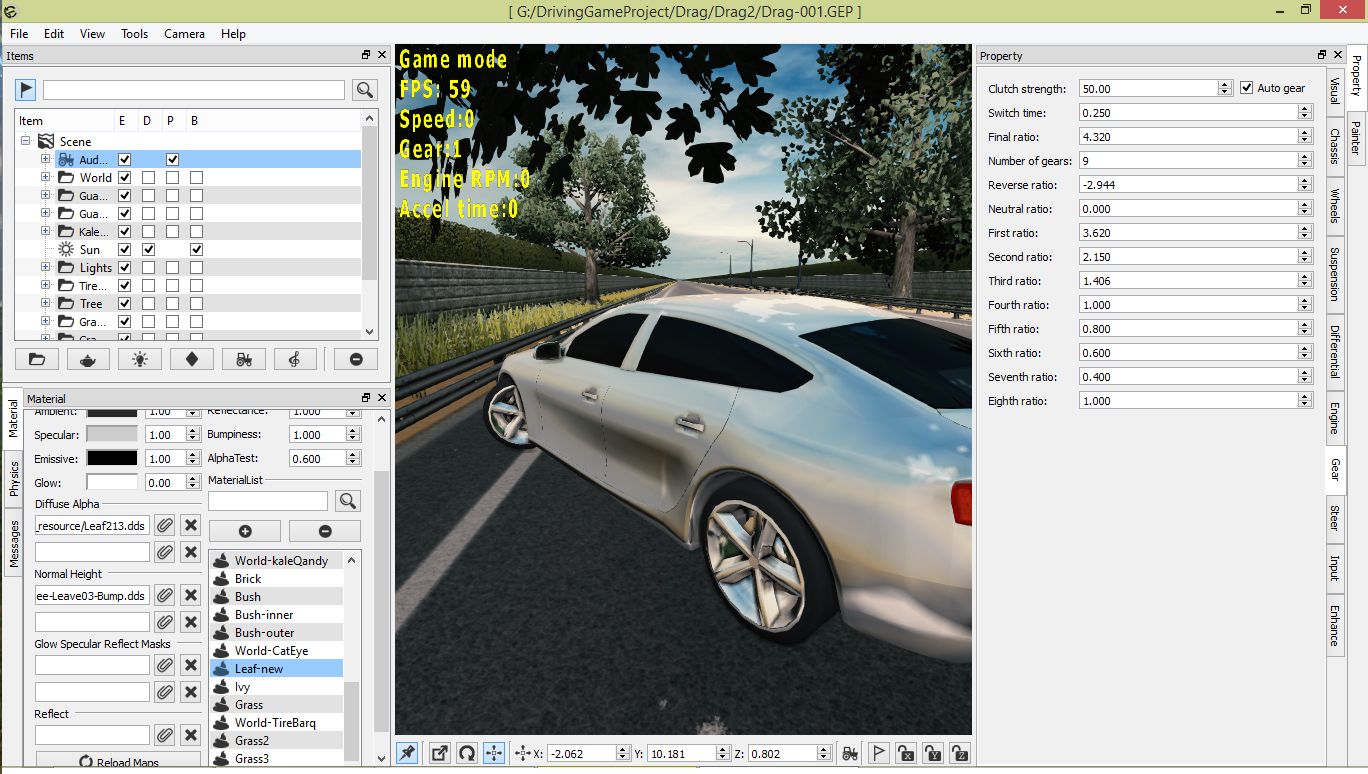 [ G:/DrivingGameProject/Drag/Drag2/Drag-001.GEP ]
File Edit View Tools Camera Help
Items
Item E D P B
Scene
Aud...
World
Gua...
Gua...
Kale...
Sun
Lights
Tire...
Tree
Gra...
Gra...
Material
Material
Physics
Messages
Ambient: 1.00 Reflectance: 1.000
Specular: 1.00 Bumpiness: 1.000
Emissive: 1.00 AlphaTest: 0.600
Glow: 0.00 MaterialList
Diffuse Alpha
_resource/Leaf213.dds
Normal Height
ee-Leave03-Bump.dds
Glow Specular Reflect Masks
Reflect
Reload Maps
World-kaleQandy
Brick
Bush
Bush-inner
Bush-outer
World-CatEye
Leaf-new
Ivy
Grass
World-TireBarq
Grass2
Grass3
Game mode
FPS: 59
Speed:0
Gear:1
Engine RPM:0
Accel time:0
X: -2.062 Y: 10.181 Z: 0.802
X Y Z
Property
Clutch strength: 50.00 Auto gear
Switch time: 0.250
Final ratio: 4.320
Number of gears: 9
Reverse ratio: -2.944
Neutral ratio: 0.000
First ratio: 3.620
Second ratio: 2.150
Third ratio: 1.406
Fourth ratio: 1.000
Fifth ratio: 0.800
Sixth ratio: 0.600
Seventh ratio: 0.400
Eighth ratio: 1.000
Visual
Chassis
Wheels
Suspension
Differential
Engine
Gear
Steer
Input
Enhance
Property
Painter